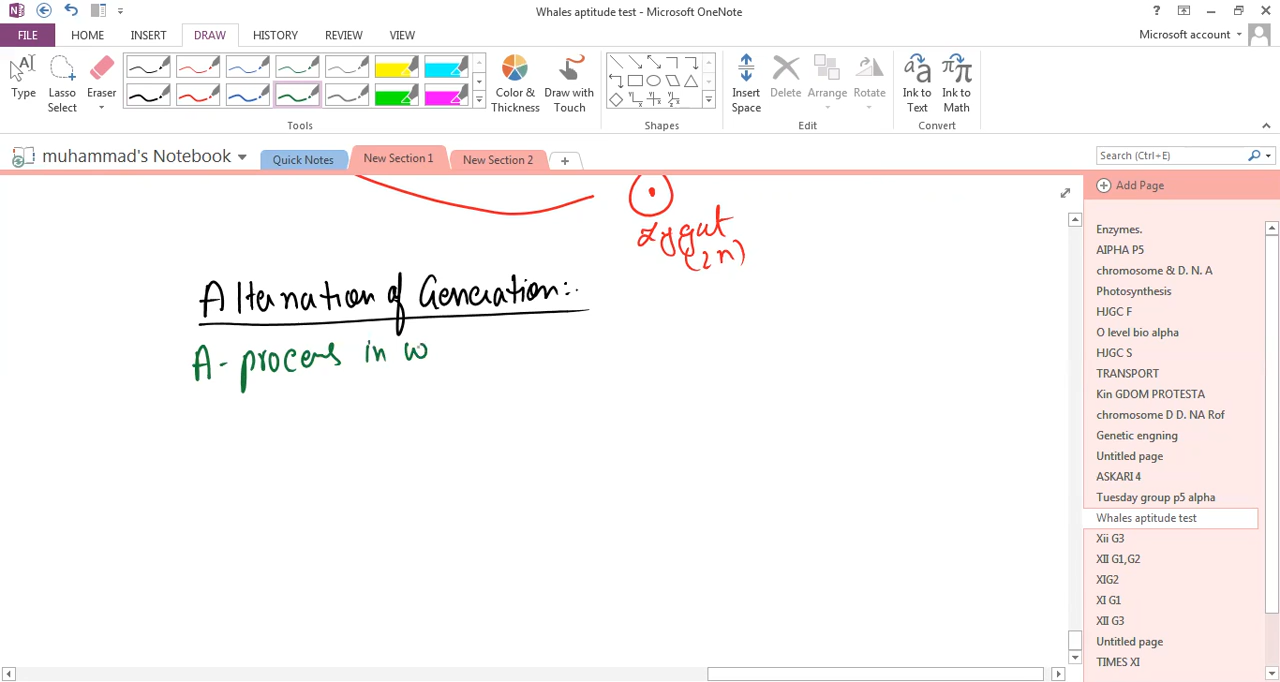 Whales aptitude test - Microsoft OneNote
?
FILE HOME INSERT DRAW HISTORY REVIEW VIEW
Microsoft account
Type
Lasso Select
Eraser
Color & Thickness
Draw with Touch
Insert Space
Delete
Arrange
Rotate
Ink to Text
Ink to Math
Tools
Shapes
Edit
Convert
muhammad's Notebook
Quick Notes
New Section 1
New Section 2
Search (Ctrl+E)
Zygut
(2n)
Alternation of Generation:.
A- process in w
Add Page
Enzymes.
AlPHA P5
chromosome & D. N. A
Photosynthesis
HJGC F
O level bio alpha
HJGC S
TRANSPORT
Kin GDOM PROTESTA
chromosome D D. NA Rof
Genetic engning
Untitled page
ASKARI 4
Tuesday group p5 alpha
Whales aptitude test
Xii G3
XII G1,G2
XIG2
XI G1
XII G3
Untitled page
TIMES XI